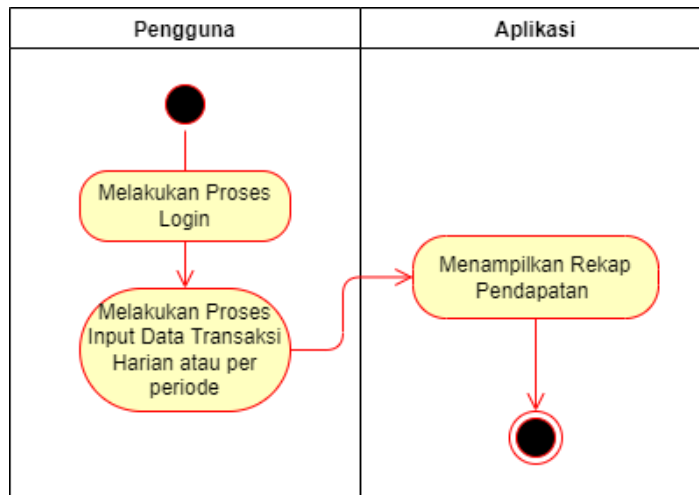 Pengguna
Aplikasi
Melakukan Proses
Login
Melakukan Proses
Input Data Transaksi
Harian atau per
periode
Menampilkan Rekap
Pendapatan